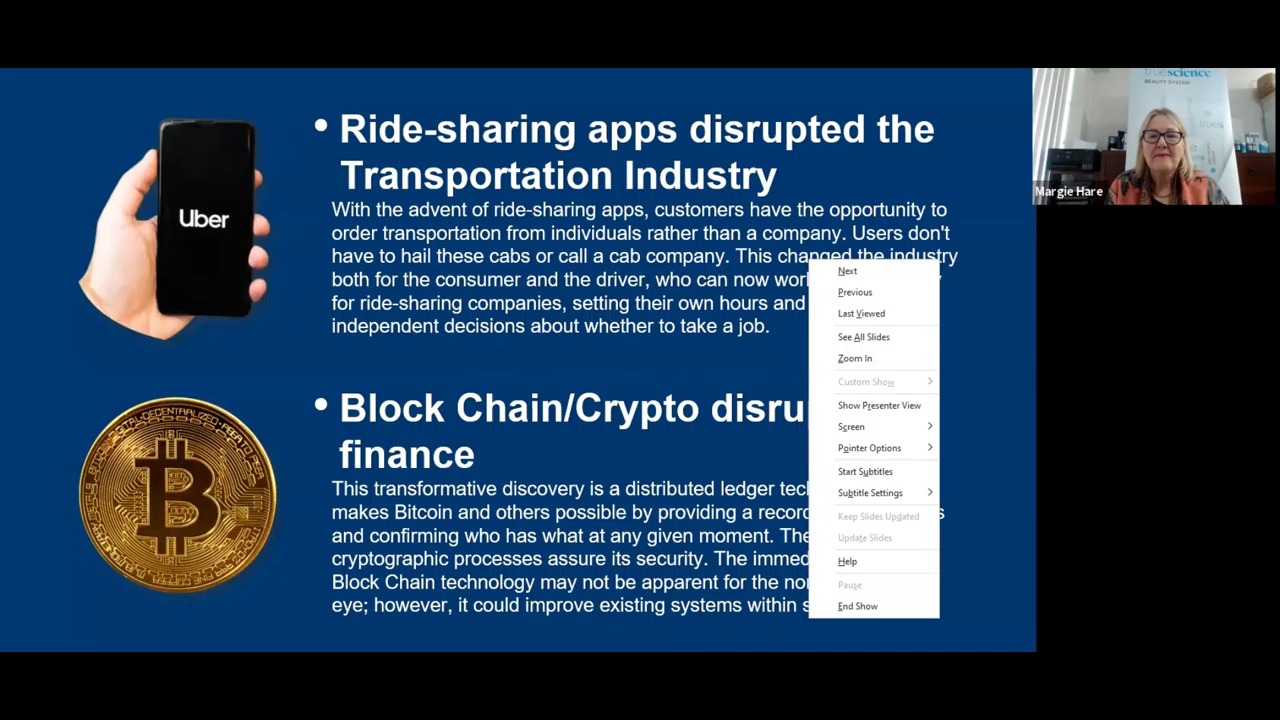 Uber
• Ride-sharing apps disrupted the
Transportation Industry
With the advent of ride-sharing apps, customers have the opportunity to
order transportation from individuals rather than a company. Users don't
have to hail these cabs or call a cab company. This changed the industry
both for the consumer and the driver, who can now
for ride-sharing companies, setting their own hours and
independent decisions about whether to take a job.
• Block Chain/Crypto
finance
This transformative discovery is a distributed ledger
makes Bitcoin and others possible by providing a
and confirming who has what at any given moment.
cryptographic processes assure its security. The
Block Chain technology may not be apparent for the
eye; however, it could improve existing systems within
Next
Previous
Last Viewed
See All Slides
Zoom In
Custom Show
Show Presenter View
Screen
Pointer Options
Start Subtitles
Subtitle Settings
Keep Slides Updated
Update Slides
Help
Pause
End Show
truescience
BEAUTY SYSTEM
Margie Hare